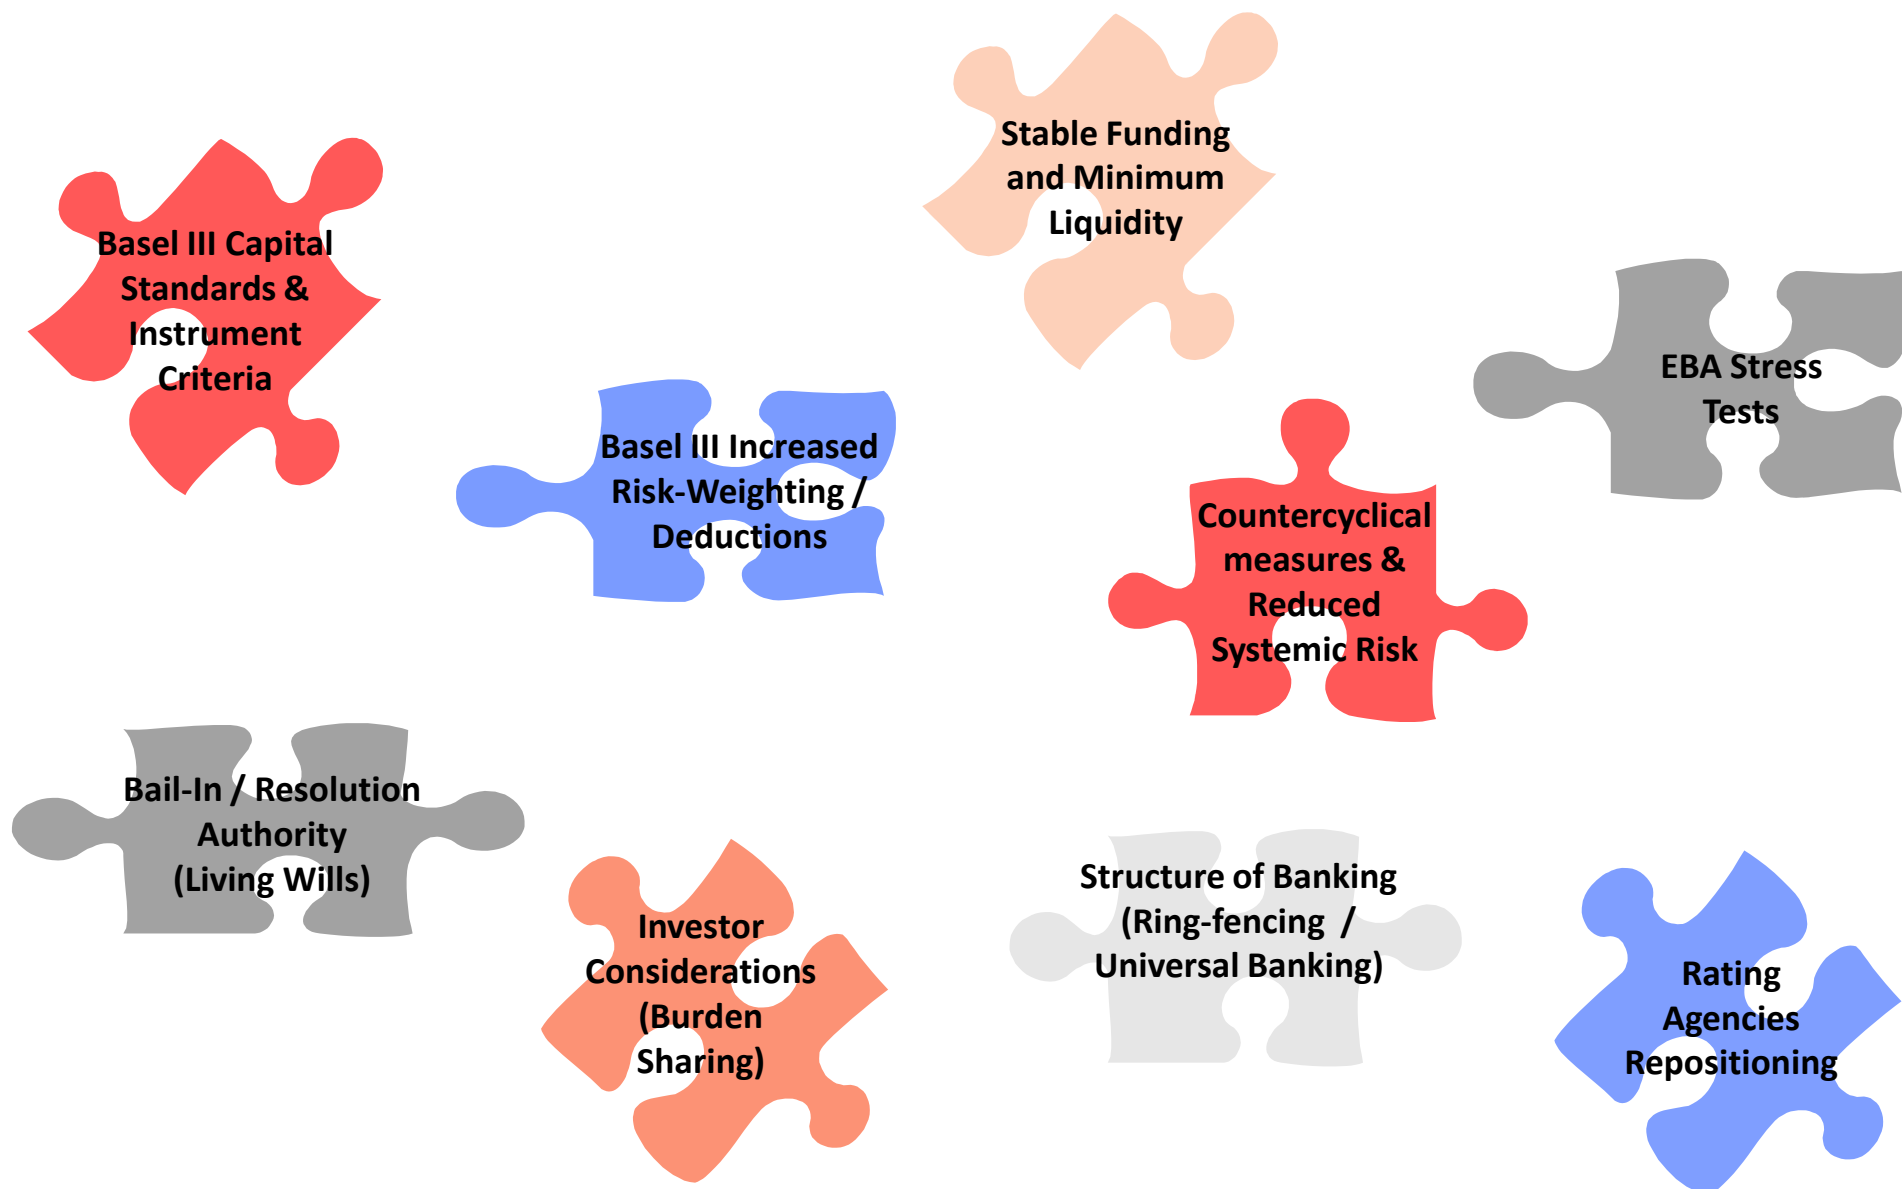 Stable Funding
and Minimum
Liquidity
Basel III Capital
Standards &
Instrument
Criteria
EBA Stress
Tests
Basel III Increased
Risk-Weighting /
Deductions
Countercyclical
measures &
Reduced
Systemic Risk
Bail-In / Resolution
Authority
(Living Wills)
Investor
Considerations
(Burden
Sharing)
Structure of Banking
(Ring-fencing /
Universal Banking)
Rating
Agencies
Repositioning